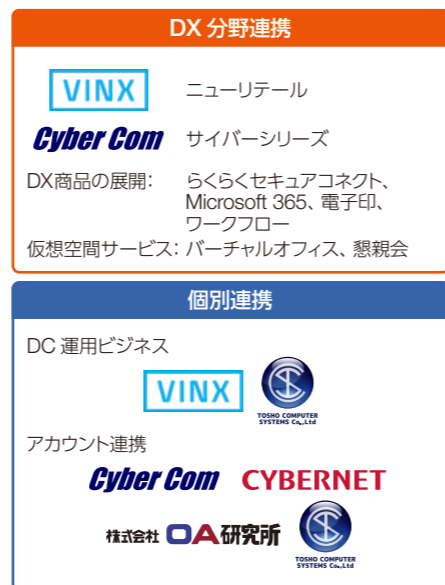 DX 分野連携
VINX ニューリテール
Cyber Com サイバーシリーズ
DX商品の展開： らくらくセキュアコネクト、
Microsoft 365、電子印、
ワークフロー
仮想空間サービス：バーチャルオフィス、懇親会
個別連携
DC 運用ビジネス
VINX
TOSHO COMPUTER
SYSTEMS Co.,Ltd
アカウント連携
Cyber Com CYBERNET
株式会社 OA研究所
TOSHO COMPUTER
SYSTEMS Co.,Ltd